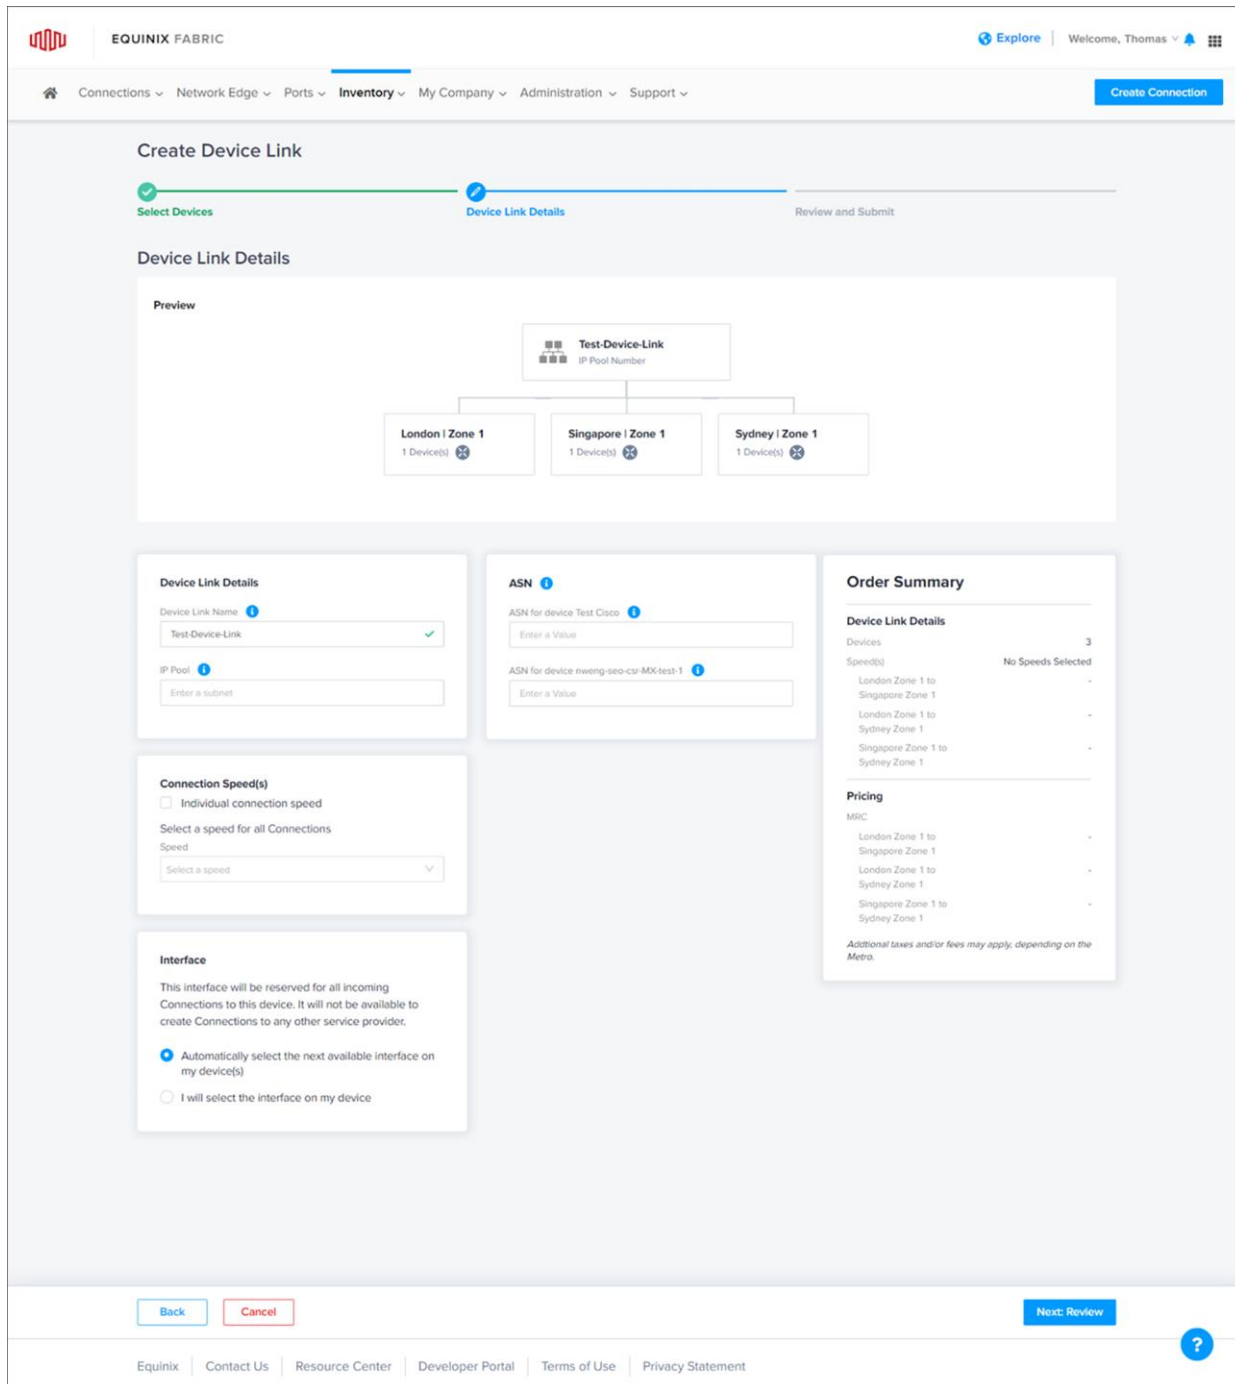 EQUINIX FABRIC
Explore
Welcome, Thomas
Connections
Network Edge
Ports
Inventory
My Company
Administration
Support
Create Connection
Create Device Link
Select Devices
Device Link Details
Review and Submit
Device Link Details
Preview
Test-Device-Link
IP Pool Number
London | Zone 1
1 Device(s)
Singapore | Zone 1
1 Device(s)
Sydney | Zone 1
1 Device(s)
Device Link Details
Device Link Name
Test-Device-Link
IP Pool
Enter a subnet
Connection Speed(s)
Individual connection speed
Select a speed for all Connections
Speed
Select a speed
Interface
This interface will be reserved for all incoming
Connections to this device. It will not be available to
create Connections to any other service provider.
Automatically select the next available interface on
my device(s)
I will select the interface on my device
ASN
ASN for device Test Cisco
Enter a Value
ASN for device nweng-seo-csr-MX-test-1
Enter a Value
Order Summary
Device Link Details
Devices 3
Speed(s) No Speeds Selected
London Zone 1 to -
Singapore Zone 1
London Zone 1 to -
Sydney Zone 1
Singapore Zone 1 to -
Sydney Zone 1
Pricing
MRC
London Zone 1 to -
Singapore Zone 1
London Zone 1 to -
Sydney Zone 1
Singapore Zone 1 to -
Sydney Zone 1
Addtional taxes and/or fees may apply, depending on the
Metro.
Back
Cancel
Next: Review
?
Equinix
Contact Us
Resource Center
Developer Portal
Terms of Use
Privacy Statement